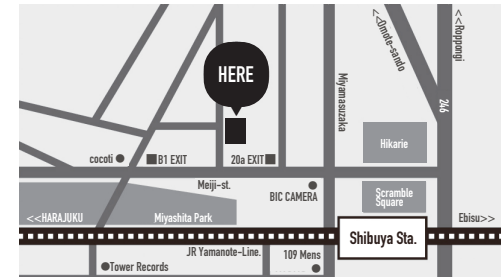 <<Omote-sando
<<Roppongi
HERE
Miyamasuzaka
246
Hikarie
cocoti
B1 EXIT
20a EXIT
Meiji-st.
BIC CAMERA
Scramble
Square
<<HARAJUKU
Miyashita Park
Ebisu>>
Shibuya Sta.
JR Yamanote-Line.
109 Mens
Tower Records